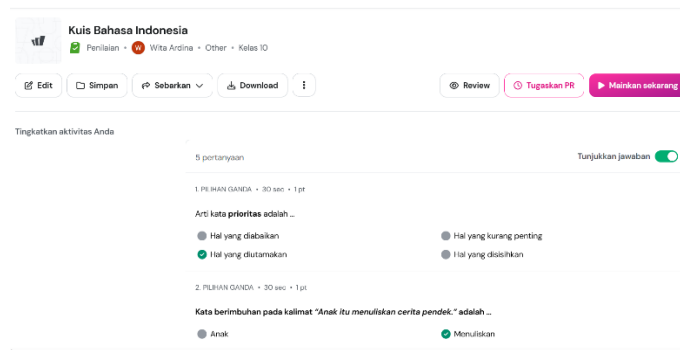 Kuis Bahasa Indonesia
Penilaian • W Wita Ardina • Other • Kelas 10
Edit Simpan Sebarkan Download Review Tugaskan PR Mainkan sekarang
Tingkatkan aktivitas Anda
5 pertanyaan Tunjukkan jawaban
1. PILIHAN GANDA • 30 sec • 1 pt
Arti kata prioritas adalah ...
Hal yang diabaikan Hal yang kurang penting
Hal yang diutamakan Hal yang disisihkan
2. PILIHAN GANDA • 30 sec • 1 pt
Kata berimbuhan pada kalimat "Anak itu menuliskan cerita pendek." adalah ...
Anak Menuliskan